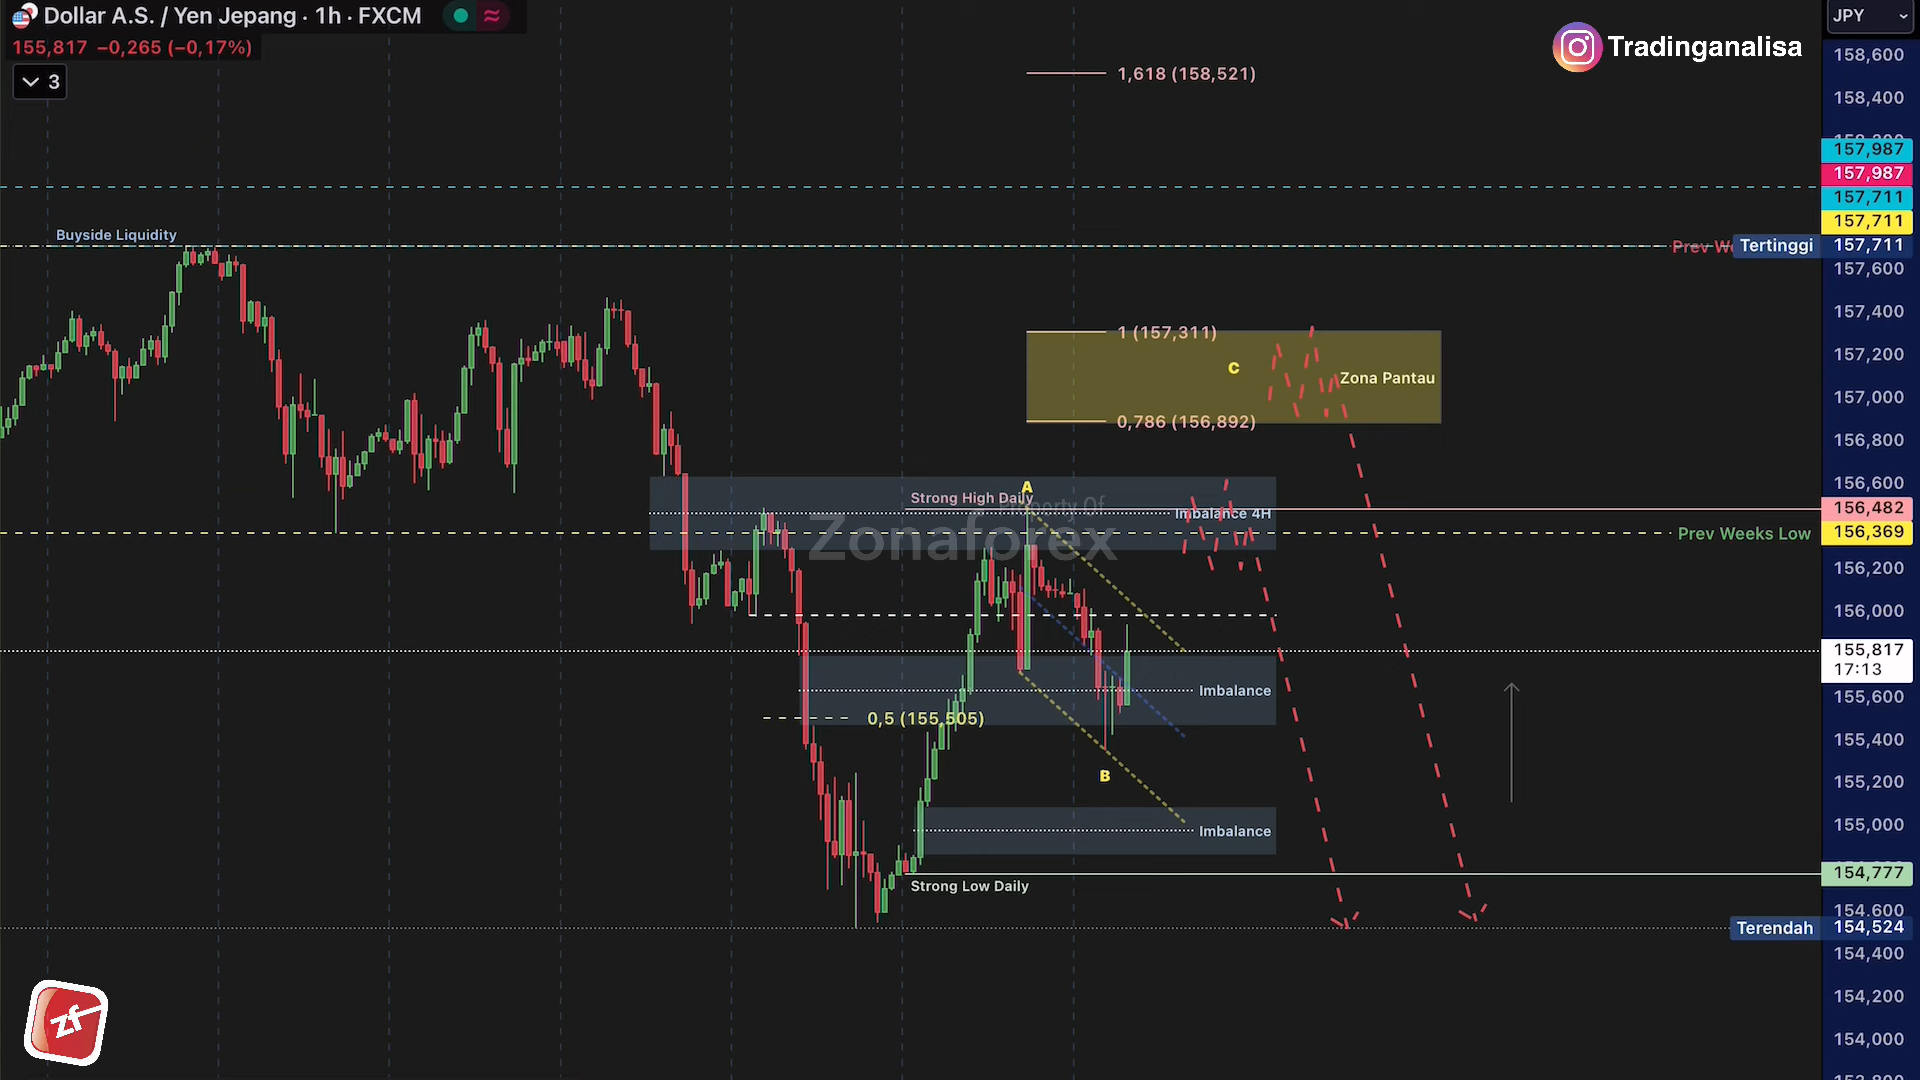 Dollar A.S. / Yen Jepang · 1h · FXCM
155,817 −0,265 (−0,17%)
3
JPY
Tradinganalisa
1,618 (158,521)
158,600
158,400
157,987
157,987
157,711
157,711
Buyside Liquidity
Tertinggi 157,711
157,600
157,400
1 (157,311)
157,200
C
Zona Pantau
157,000
0,786 (156,892)
156,800
156,600
A
Strong High Daily
Property Of
Zonaforex
Imbalance 4H
156,482
Prev Weeks Low
156,369
156,200
156,000
155,817
17:13
Imbalance
155,600
0,5 (155,505)
155,400
B
155,200
Imbalance
155,000
154,777
Strong Low Daily
154,600
Terendah 154,524
154,400
154,200
154,000
zf